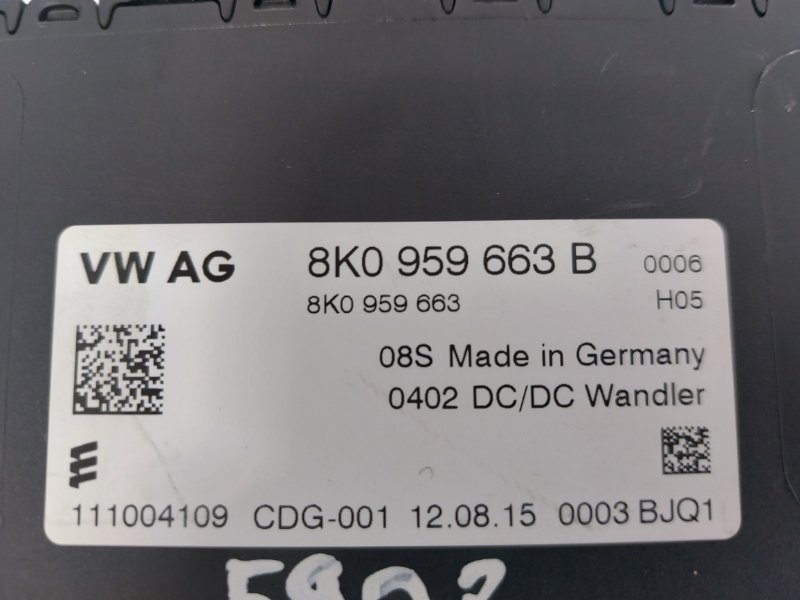 VW AG 8K0 959 663 B 0006
8K0 959 663 H05
08S Made in Germany
0402 DC/DC Wandler
111004109 CDG-001 12.08.15 0003 BJQ1